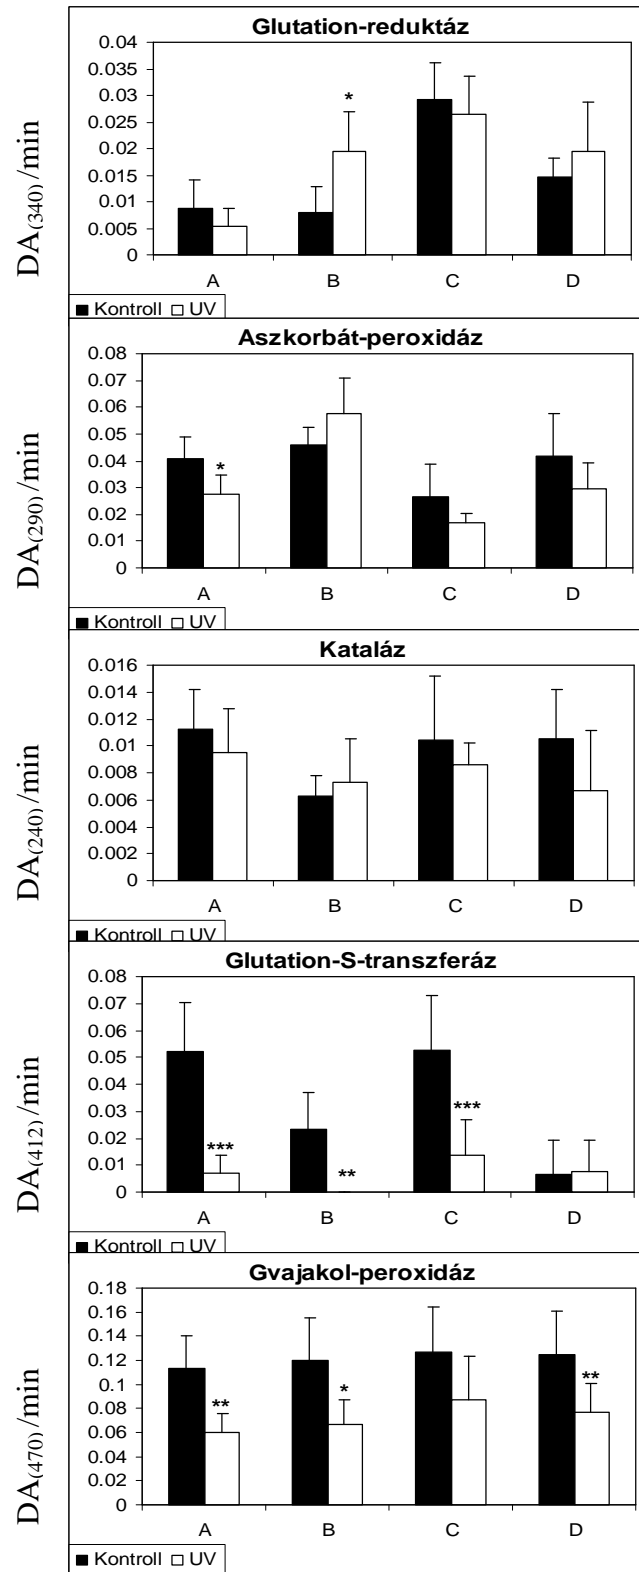 Glutation-reduktáz
DA(340)/min
0.04
0.035
0.03
0.025
0.02
0.015
0.01
0.005
0
*
A B C D
Kontroll UV
Aszkorbát-peroxidáz
DA(290)/min
0.08
0.07
0.06
0.05
0.04
0.03
0.02
0.01
0
*
A B C D
Kontroll UV
Kataláz
DA(240)/min
0.016
0.014
0.012
0.01
0.008
0.006
0.004
0.002
0
A B C D
Kontroll UV
Glutation-S-transzferáz
DA(412)/min
0.08
0.07
0.06
0.05
0.04
0.03
0.02
0.01
0
*** ** ***
A B C D
Kontroll UV
Gvajakol-peroxidáz
DA(470)/min
0.18
0.16
0.14
0.12
0.1
0.08
0.06
0.04
0.02
0
** * **
A B C D
Kontroll UV